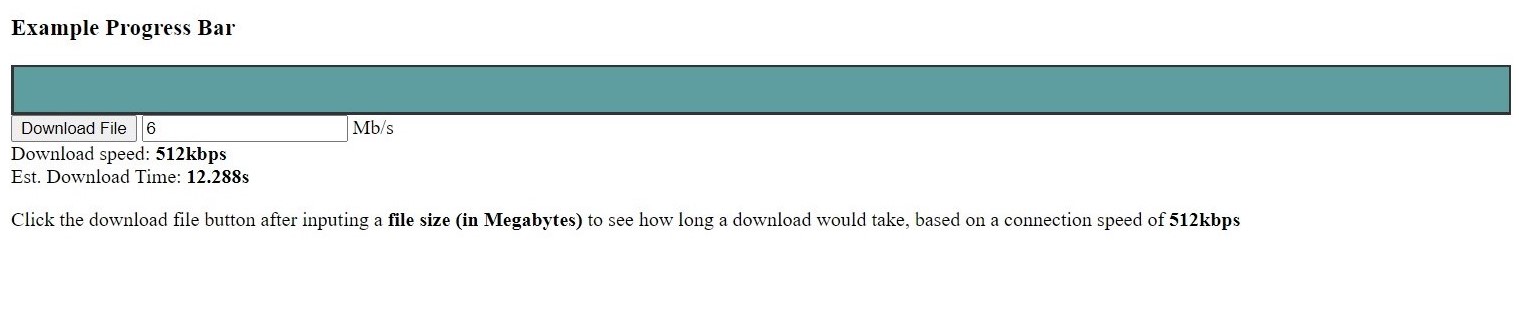 Example Progress Bar
Download File 6 Mb/s
Download speed: 512kbps
Est. Download Time: 12.288s
Click the download file button after inputing a file size (in Megabytes) to see how long a download would take, based on a connection speed of 512kbps